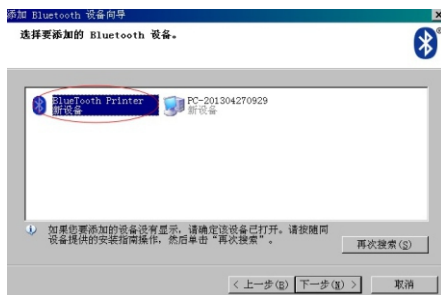 添加 Bluetooth 设备向导
选择要添加的 Bluetooth 设备。
BlueTooth Printer
新设备
PC-201304270929
新设备
如果您要添加的设备没有显示，请确定该设备已打开。请按随同
设备提供的安装指南操作，然后单击“再次搜索”。
再次搜索(S)
< 上一步(B)
下一步(N) >
取消